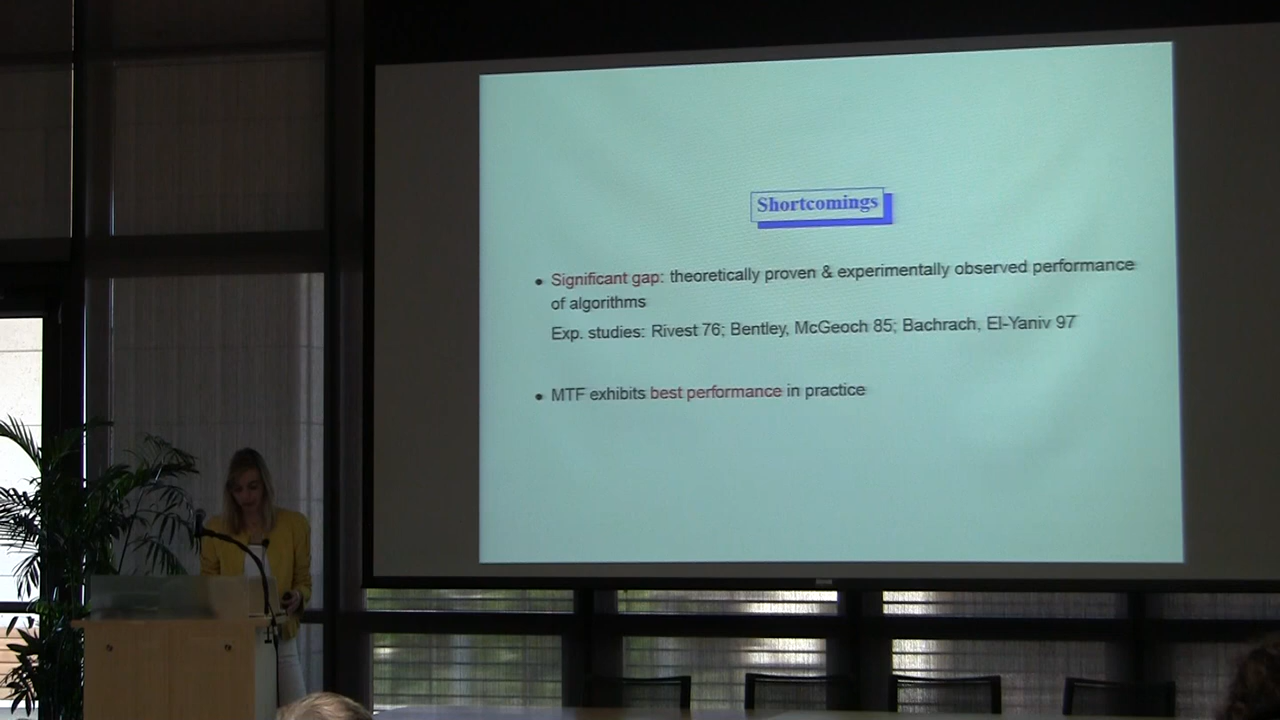 Shortcomings
• Significant gap: theoretically proven & experimentally observed performance
of algorithms
Exp. studies: Rivest 76; Bentley, McGeoch 85; Bachrach, El-Yaniv 97
• MTF exhibits best performance in practice